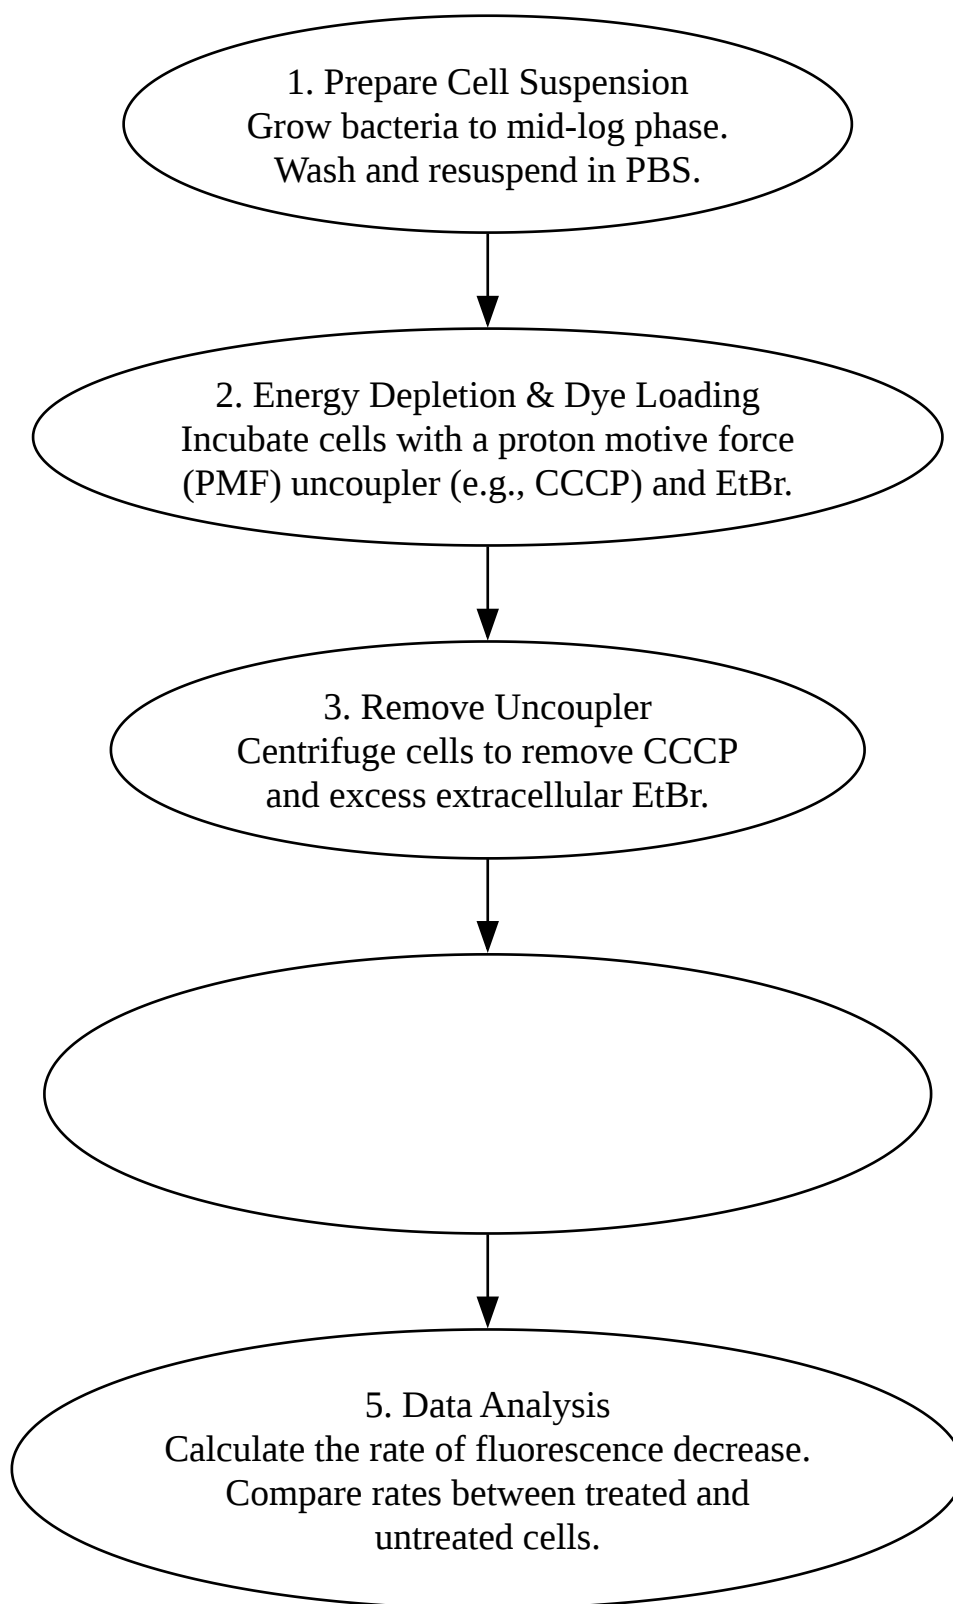 1. Prepare Cell Suspension
Grow bacteria to mid-log phase.
Wash and resuspend in PBS.
2. Energy Depletion & Dye Loading
Incubate cells with a proton motive force
(PMF) uncoupler (e.g., CCCP) and EtBr.
3. Remove Uncoupler
Centrifuge cells to remove CCCP
and excess extracellular EtBr.
5. Data Analysis
Calculate the rate of fluorescence decrease.
Compare rates between treated and
untreated cells.